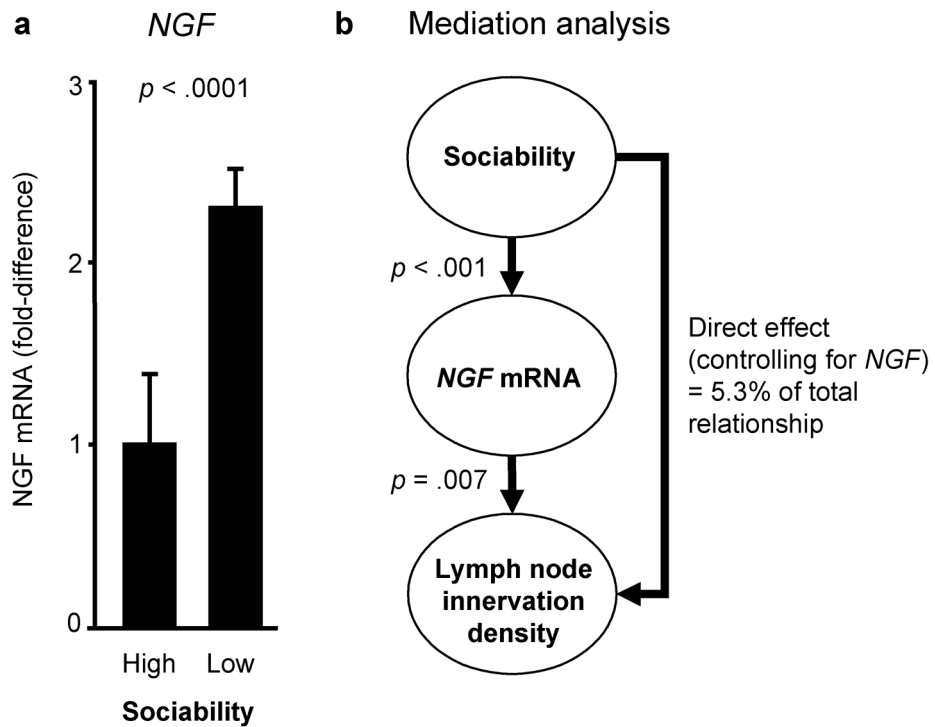 a NGF
p < .0001
NGF mRNA (fold-difference)
3
2
1
0
High Low
Sociability
b Mediation analysis
Sociability
p < .001
NGF mRNA
p = .007
Lymph node
innervation
density
Direct effect
(controlling for NGF)
= 5.3% of total
relationship